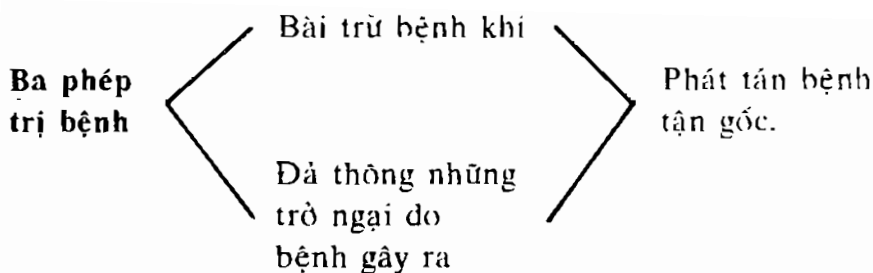 Bài trừ bệnh khí
Ba phép
trị bệnh
Phát tán bệnh
tận gốc.
Đả thông những
trở ngại do
bệnh gây ra